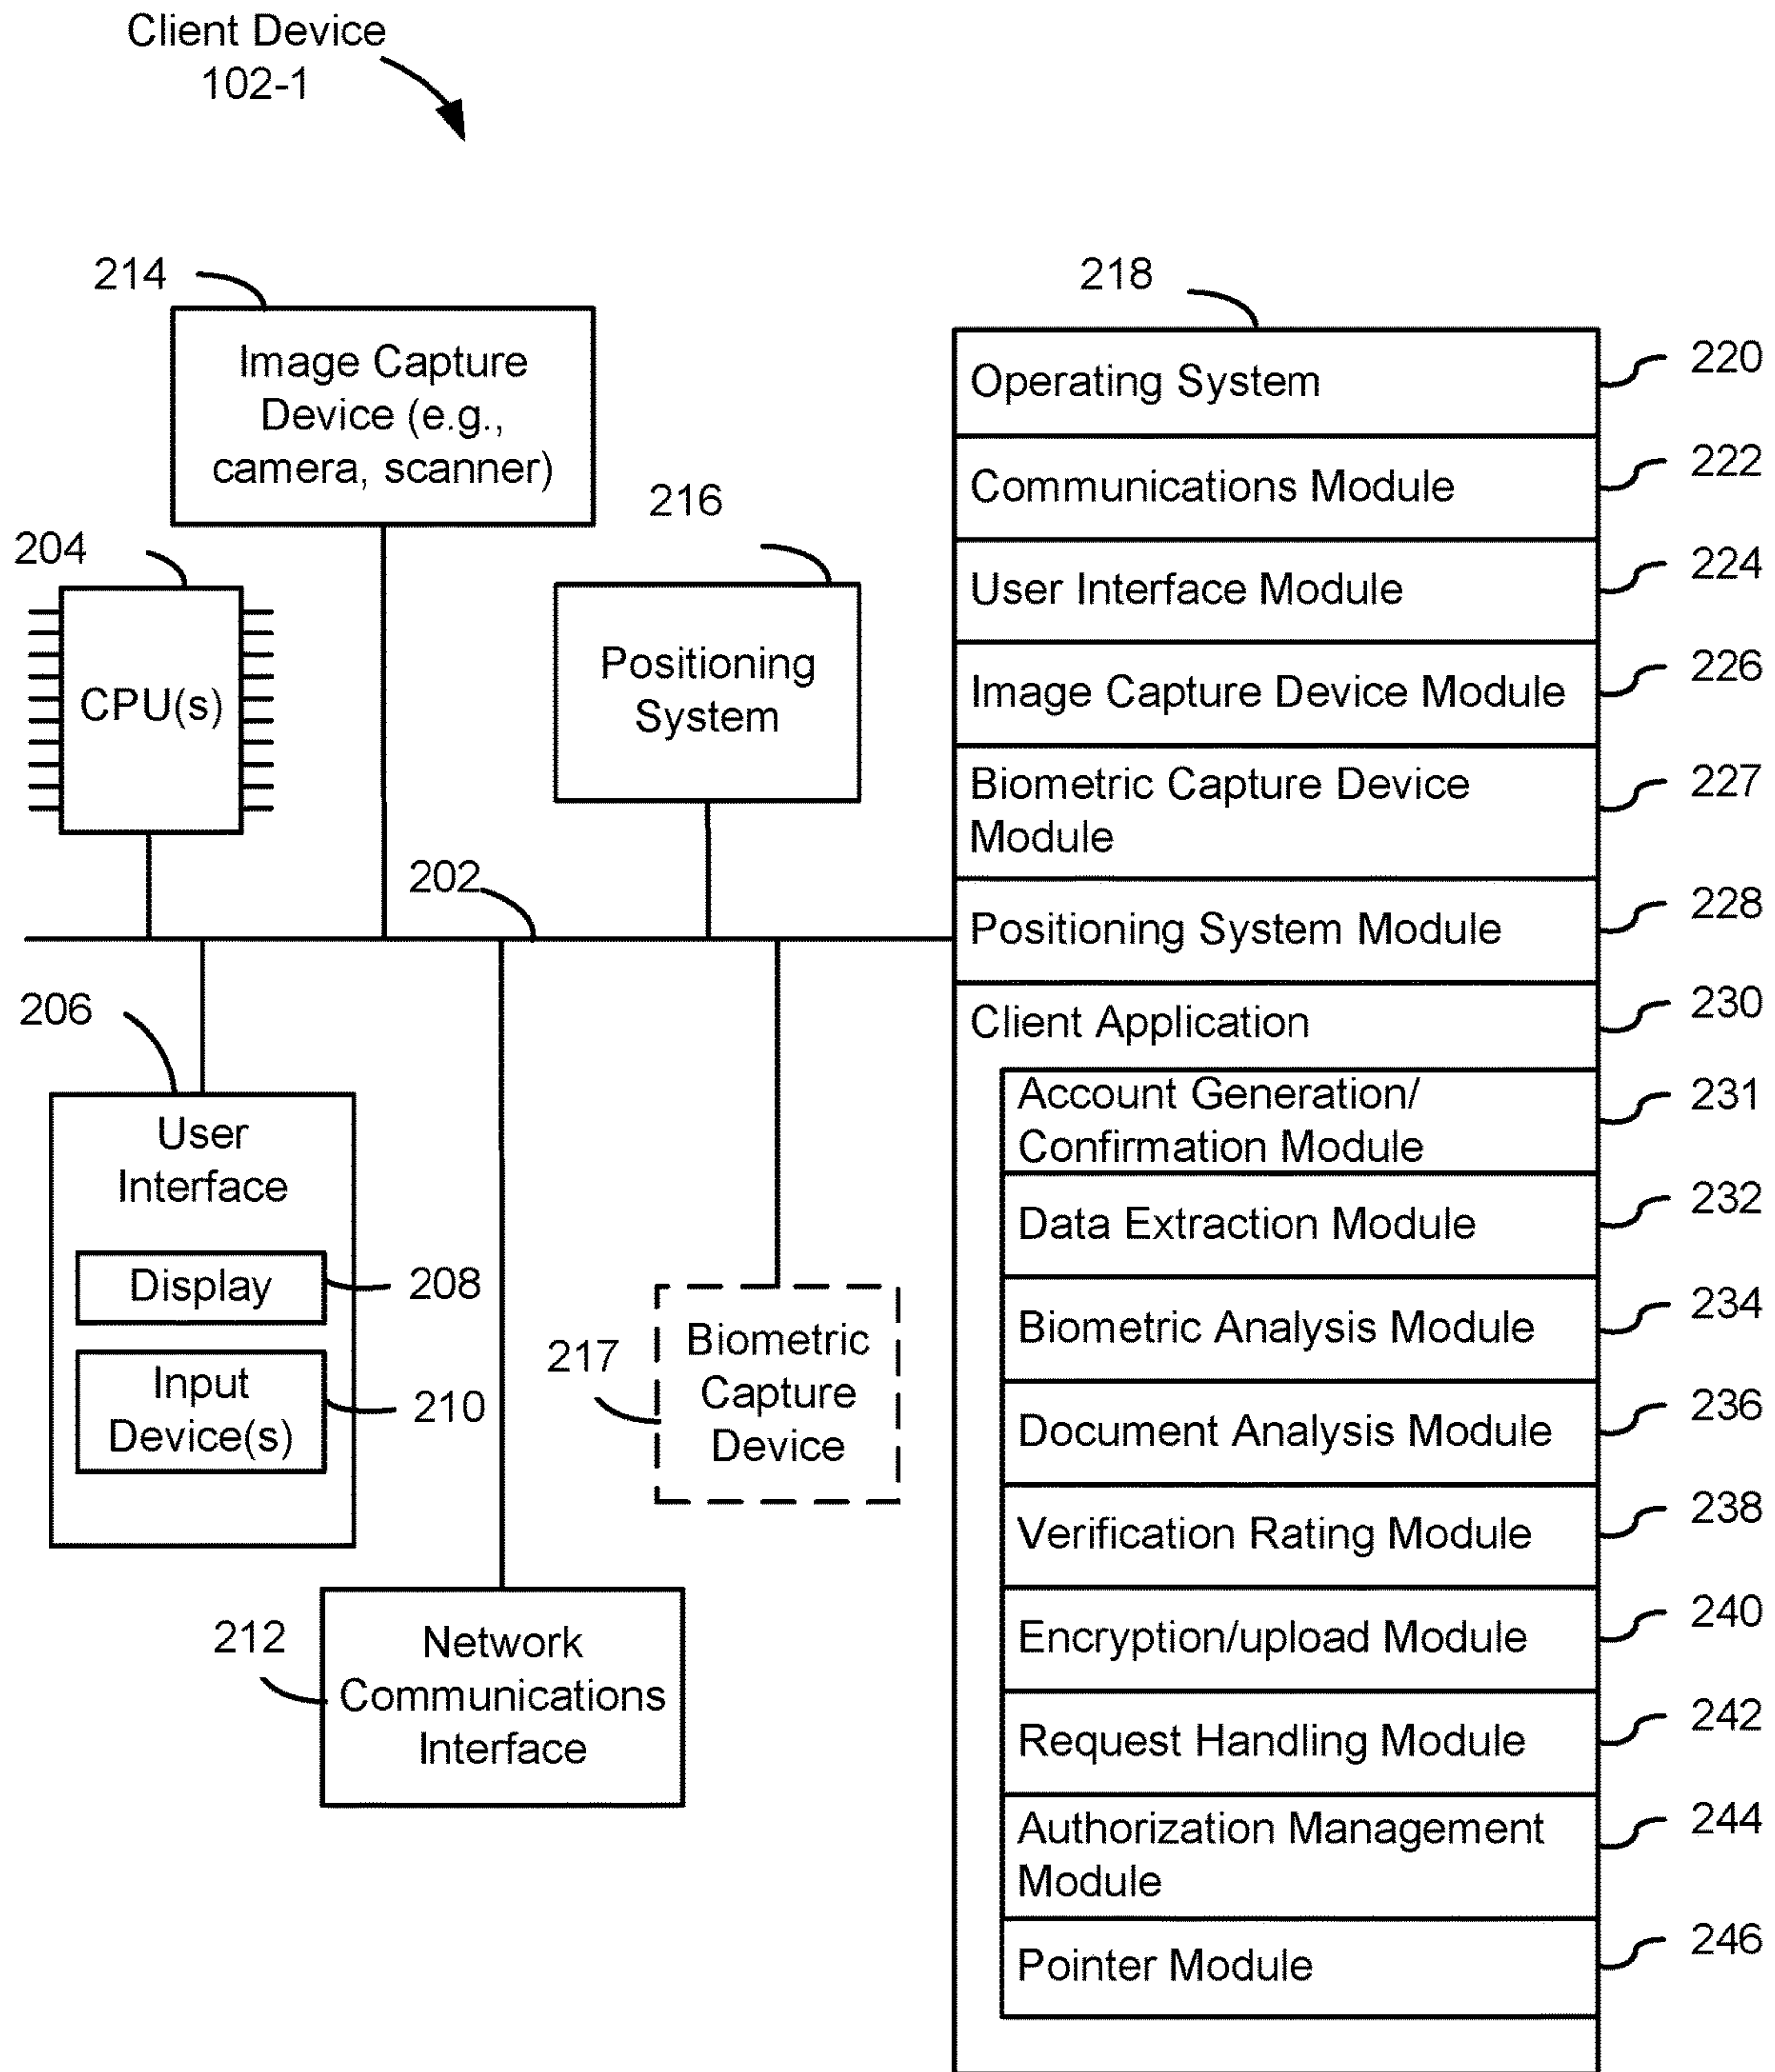 Client Device
102-1
214
Image Capture
Device (e.g.,
camera, scanner)
204
CPU(s)
216
Positioning
System
202
206
User
Interface
Display
208
Input
Device(s)
210
217
Biometric
Capture
Device
212
Network
Communications
Interface
218
Operating System
220
Communications Module
222
User Interface Module
224
Image Capture Device Module
226
Biometric Capture Device
Module
227
Positioning System Module
228
Client Application
230
Account Generation/
Confirmation Module
231
Data Extraction Module
232
Biometric Analysis Module
234
Document Analysis Module
236
Verification Rating Module
238
Encryption/upload Module
240
Request Handling Module
242
Authorization Management
Module
244
Pointer Module
246